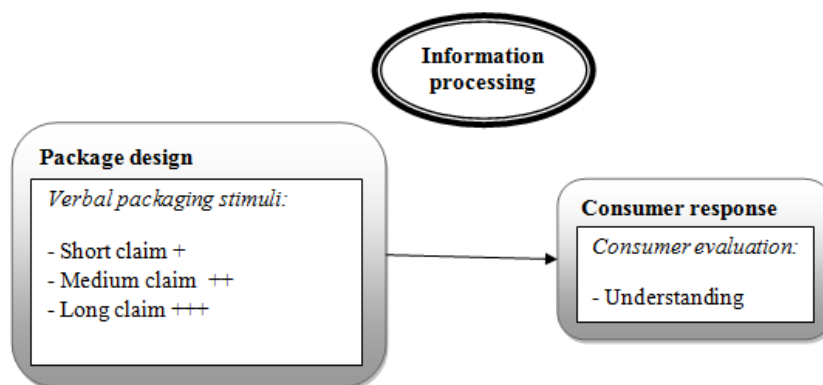 Information
processing
Package design
Verbal packaging stimuli:
- Short claim +
- Medium claim ++
- Long claim +++
Consumer response
Consumer evaluation:
- Understanding